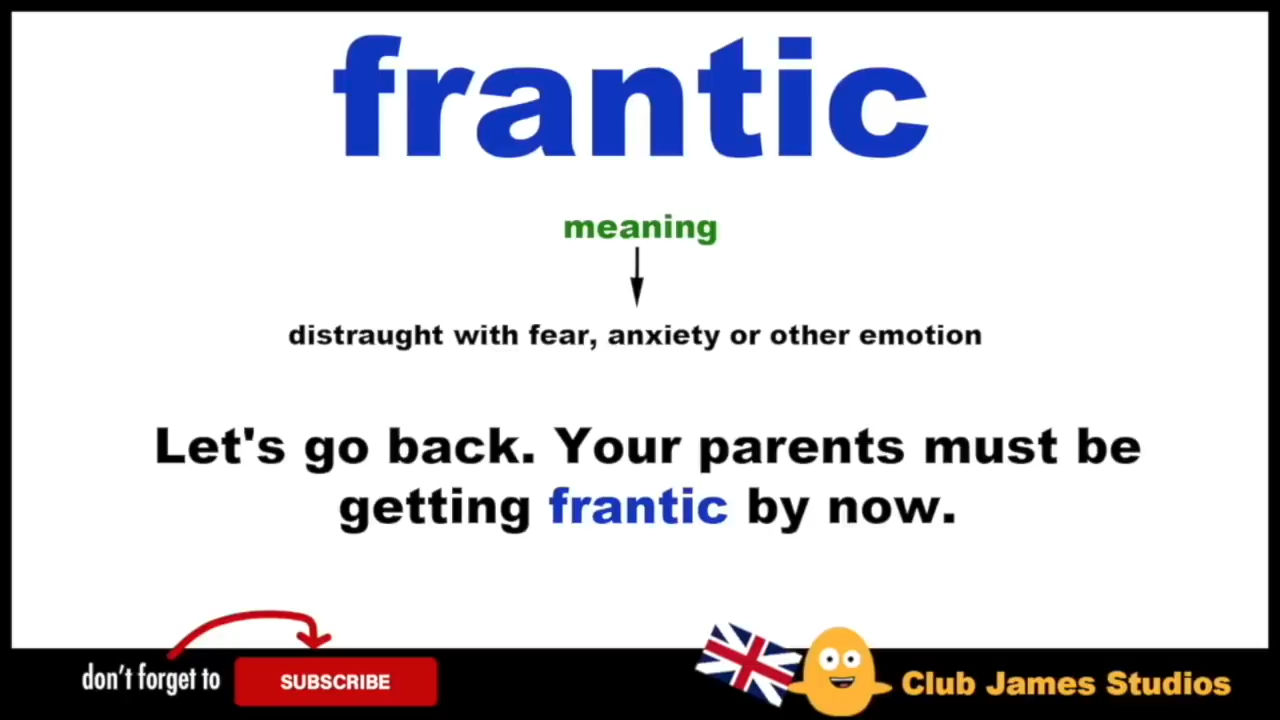 frantic
meaning
distraught with fear, anxiety or other emotion
Let's go back. Your parents must be
getting frantic by now.
don't forget to
SUBSCRIBE
Club James Studios